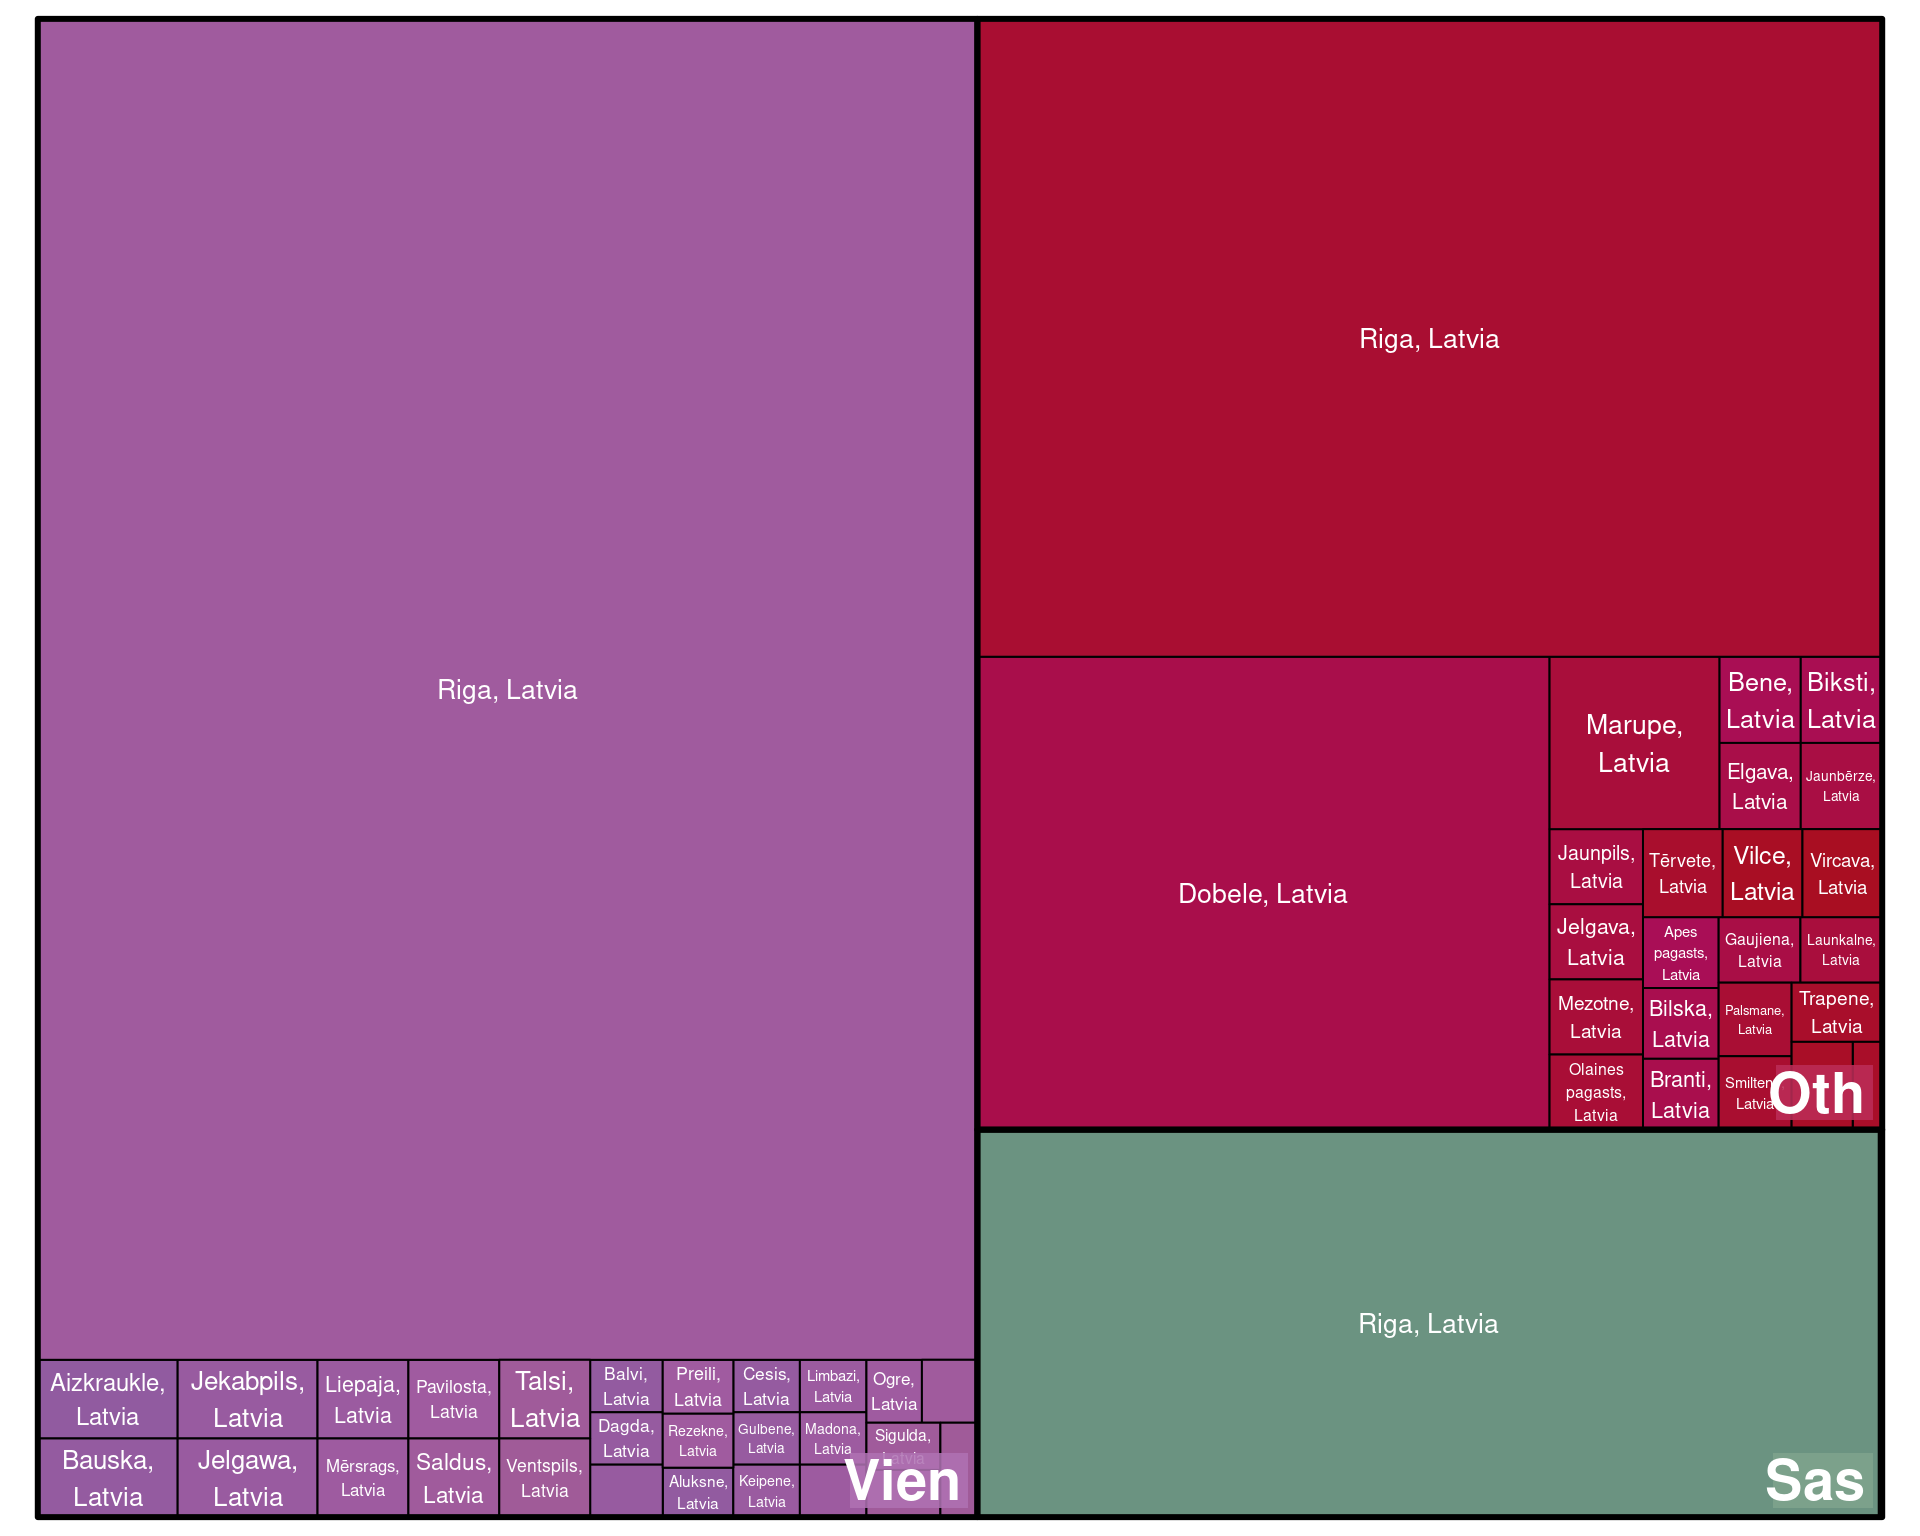 Riga, Latvia
Aizkraukle,
Latvia
Bauska,
Latvia
Jekabpils,
Latvia
Jelgawa,
Latvia
Liepaja,
Latvia
Mērsrags,
Latvia
Pavilosta,
Latvia
Saldus,
Latvia
Talsi,
Latvia
Ventspils,
Latvia
Balvi,
Latvia
Dagda,
Latvia
Preili,
Latvia
Rezekne,
Latvia
Aluksne,
Latvia
Cesis,
Latvia
Gulbene,
Latvia
Keipene,
Latvia
Limbazi,
Latvia
Madona,
Latvia
Ogre,
Latvia
Sigulda,
Latvia
Vien
Riga, Latvia
Dobele, Latvia
Marupe,
Latvia
Bene,
Latvia
Biksti,
Latvia
Elgava,
Latvia
Jaunbērze,
Latvia
Jaunpils,
Latvia
Jelgava,
Latvia
Mezotne,
Latvia
Olaines
pagasts,
Latvia
Tērvete,
Latvia
Vilce,
Latvia
Vircava,
Latvia
Apes
pagasts,
Latvia
Bilska,
Latvia
Branti,
Latvia
Gaujiena,
Latvia
Launkalne,
Latvia
Palsmane,
Latvia
Trapene,
Latvia
Latvia
Oth
Riga, Latvia
Sas